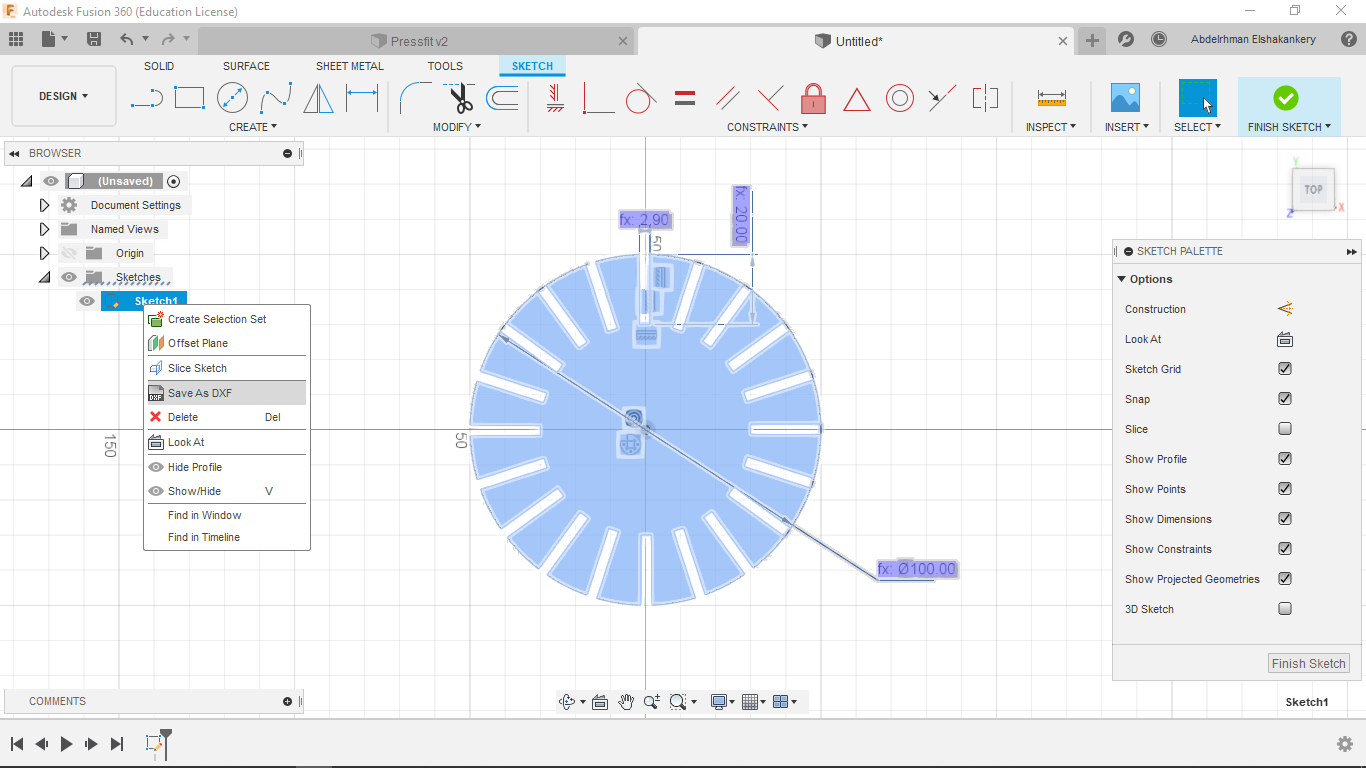 Autodesk Fusion 360 (Education License)
Pressfit v2
Untitled*
Abdelrhman Elshakankery
SOLID SURFACE SHEET METAL TOOLS SKETCH
DESIGN
CREATE MODIFY CONSTRAINTS INSPECT INSERT SELECT FINISH SKETCH
BROWSER
(Unsaved)
Document Settings
Named Views
Origin
Sketches
Sketch1
Create Selection Set
Offset Plane
Slice Sketch
DXF Save As DXF
Delete Del
Look At
Hide Profile
Show/Hide V
Find in Window
Find in Timeline
150
50
50
fx: 2.90
fx: 20.00
fx: Ø100.00
Y
TOP
X
Z
SKETCH PALETTE
Options
Construction
Look At
Sketch Grid
Snap
Slice
Show Profile
Show Points
Show Dimensions
Show Constraints
Show Projected Geometries
3D Sketch
Finish Sketch
COMMENTS
Sketch1